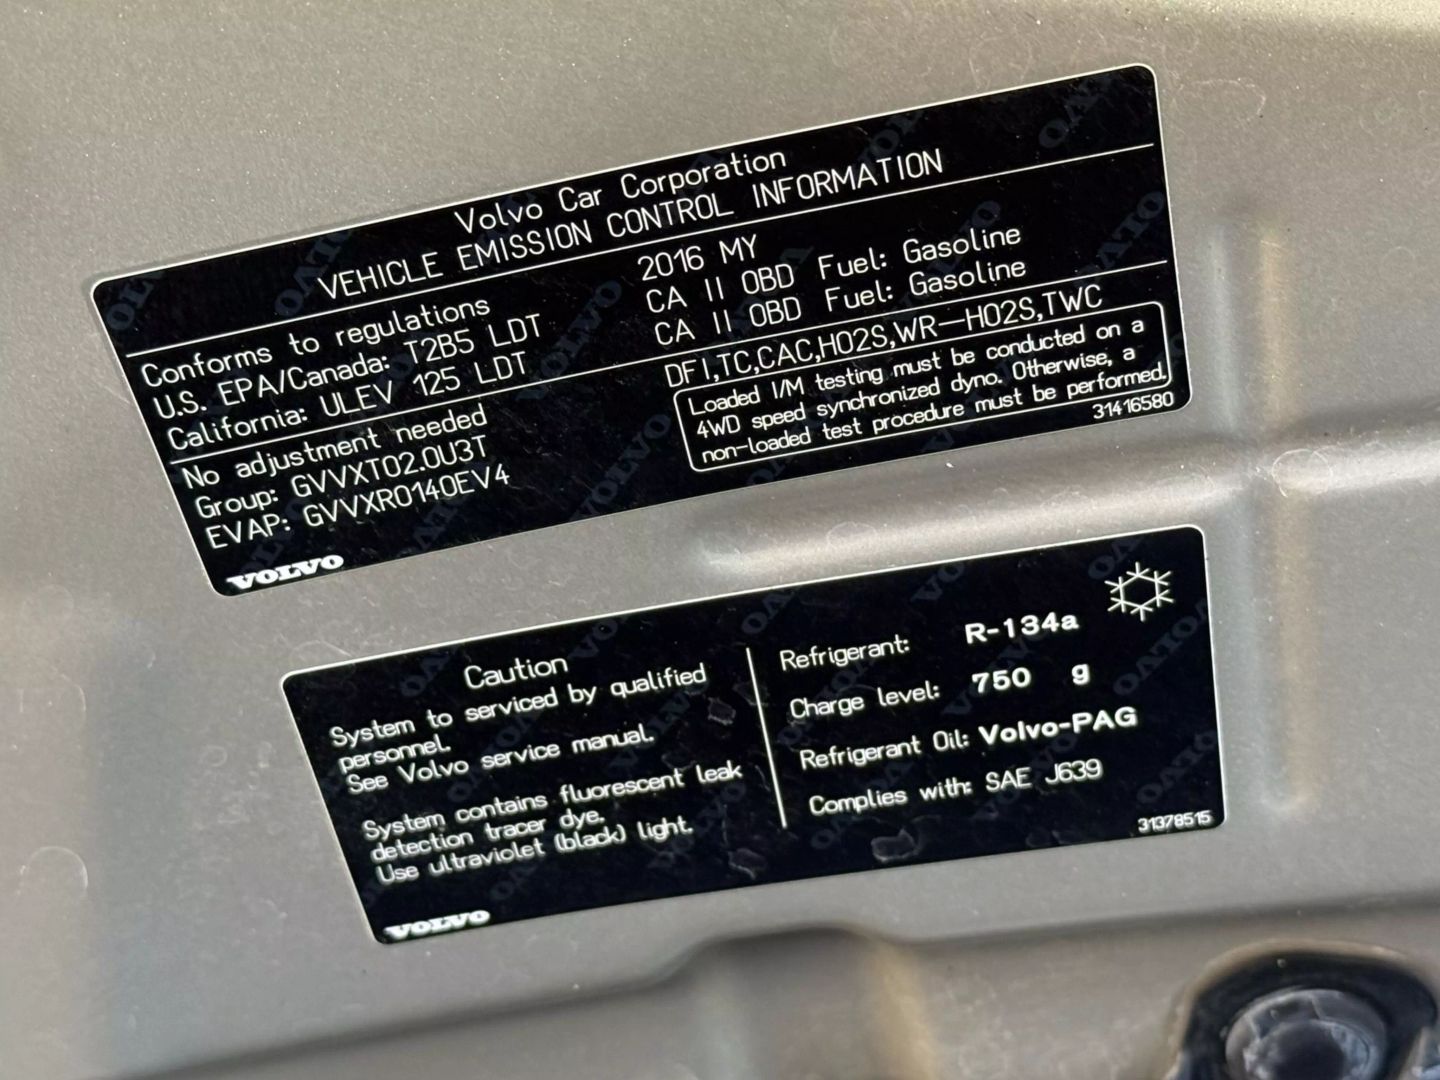 Volvo Car Corporation
VEHICLE EMISSION CONTROL INFORMATION
Conforms to regulations 2016 MY
U.S. EPA/Canada: T2B5 LDT CA II OBD Fuel: Gasoline
California: ULEV 125 LDT CA II OBD Fuel: Gasoline
No adjustment needed DFI,TC,CAC,HO2S,WR-HO2S,TWC
Group: GVVXT02.0U3T
EVAP: GVVXR0140EV4
Loaded I/M testing must be conducted on a
4WD speed synchronized dyno. Otherwise, a
non-loaded test procedure must be performed.
31416580
VOLVO
Caution
System to serviced by qualified
personnel.
See Volvo service manual.
System contains fluorescent leak
detection tracer dye.
Use ultraviolet (black) light.
VOLVO
Refrigerant: R-134a
Charge level: 750 g
Refrigerant Oil: Volvo-PAG
Complies with: SAE J639
31378515